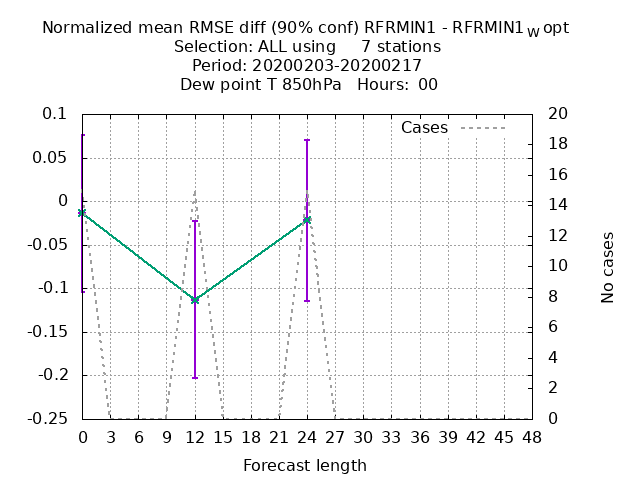 Normalized mean RMSE diff (90% conf) RFRMIN1 - RFRMIN1W opt
Selection: ALL using 7 stations
Period: 20200203-20200217
Dew point T 850hPa Hours: 00
Cases
0.1
0.05
0
-0.05
-0.1
-0.15
-0.2
-0.25
20
18
16
14
12
10
8
6
4
2
0
No cases
0 3 6 9 12 15 18 21 24 27 30 33 36 39 42 45 48
Forecast length